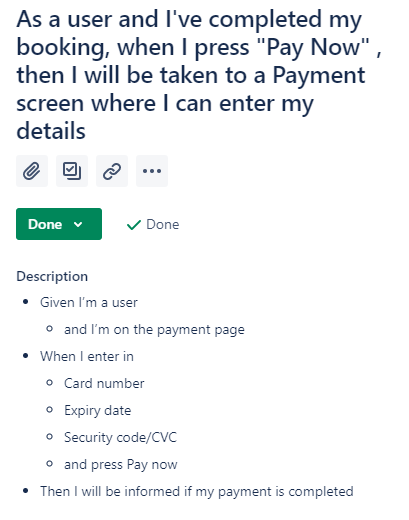 As a user and I've completed my
booking, when I press "Pay Now" ,
then I will be taken to a Payment
screen where I can enter my
details
Done
Done
Description
Given I'm a user
and I'm on the payment page
When I enter in
Card number
Expiry date
Security code/CVC
and press Pay now
Then I will be informed if my payment is completed